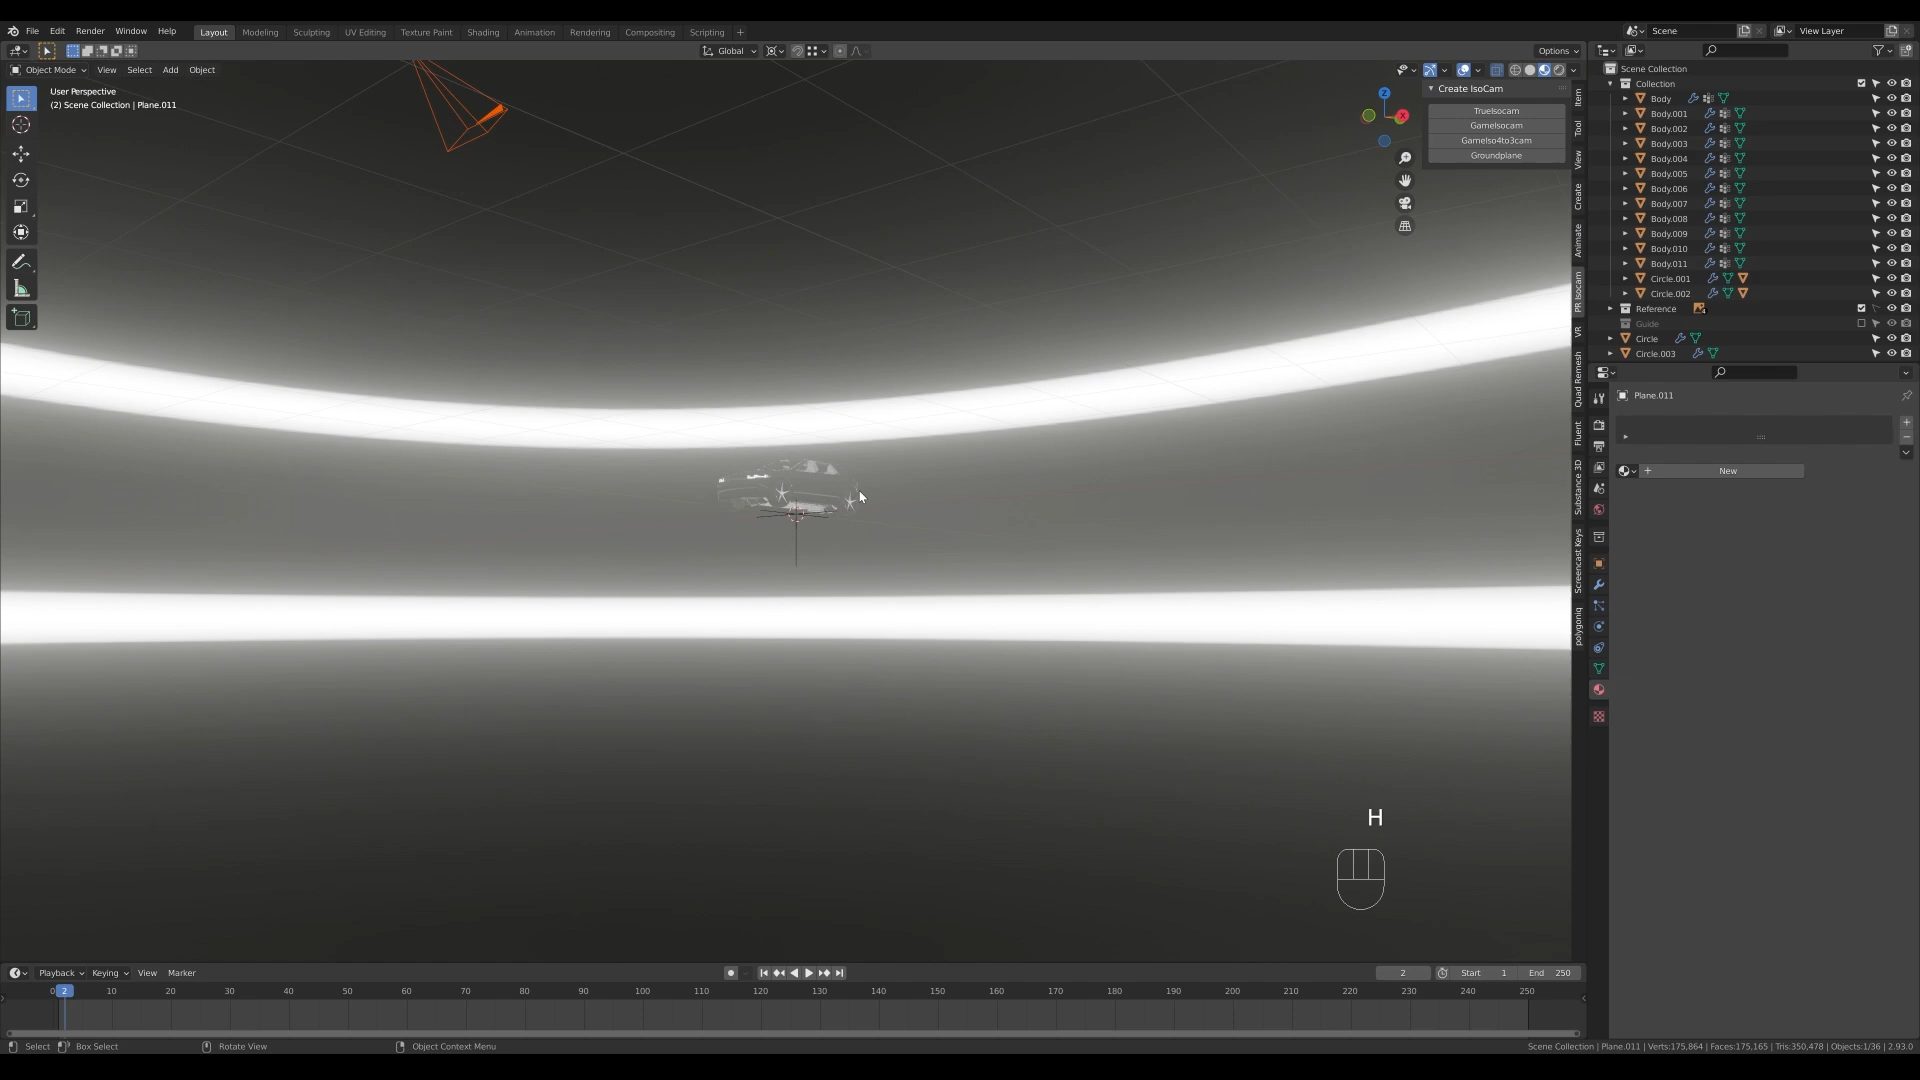 File Edit Render Window Help Layout Modeling Sculpting UV Editing Texture Paint Shading Animation Rendering Compositing Scripting + Scene View Layer
Global Options
Object Mode View Select Add Object
User Perspective
(2) Scene Collection | Plane.011
Create IsoCam
TrueIsocam
GameIsocam
GameIso4to3cam
Groundplane
Z
X
Item
Tool
View
Create
Animate
PR Isocam
VR
Quad Remesh
Fluent
Substance 3D
Screencast Keys
polygoniq
Scene Collection
Collection
Body
Body.001
Body.002
Body.003
Body.004
Body.005
Body.006
Body.007
Body.008
Body.009
Body.010
Body.011
Circle.001
Circle.002
Reference 4
Guide
Circle
Circle.003
Plane.011
+ New
H
Playback Keying View Marker 2 Start 1 End 250
0 2 10 20 30 40 50 60 70 80 90 100 110 120 130 140 150 160 170 180 190 200 210 220 230 240 250
Select Box Select Rotate View Object Context Menu Scene Collection | Plane.011 | Verts:175,864 | Faces:175,165 | Tris:350,478 | Objects:1/36 | 2.93.0